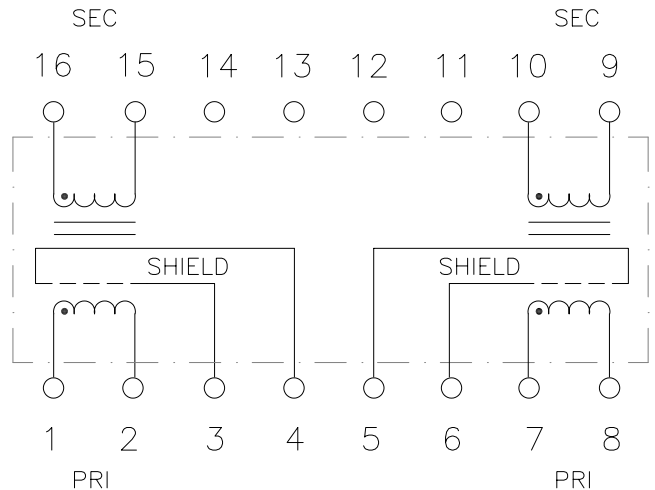 SEC SEC
16 15 14 13 12 11 10 9
SHIELD SHIELD
1 2 3 4 5 6 7 8
PRI PRI